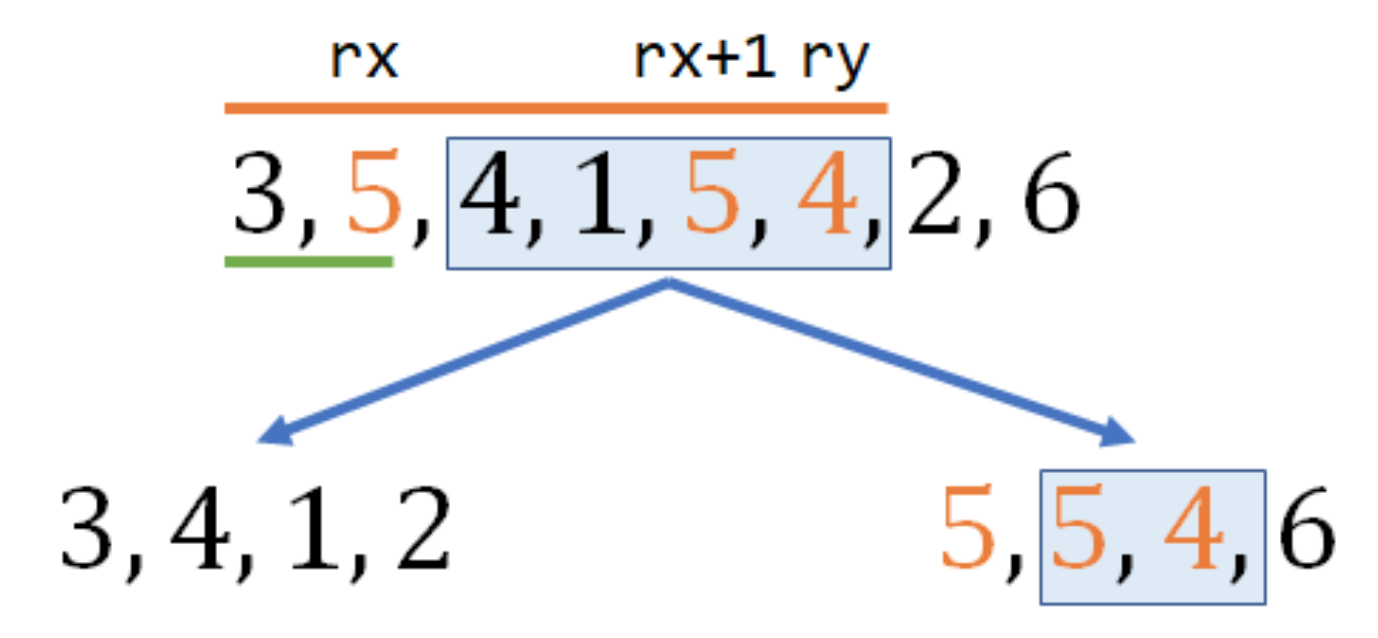 rx rx+1 ry
3, 5, 4, 1, 5, 4, 2, 6
3, 4, 1, 2 5, 5, 4, 6